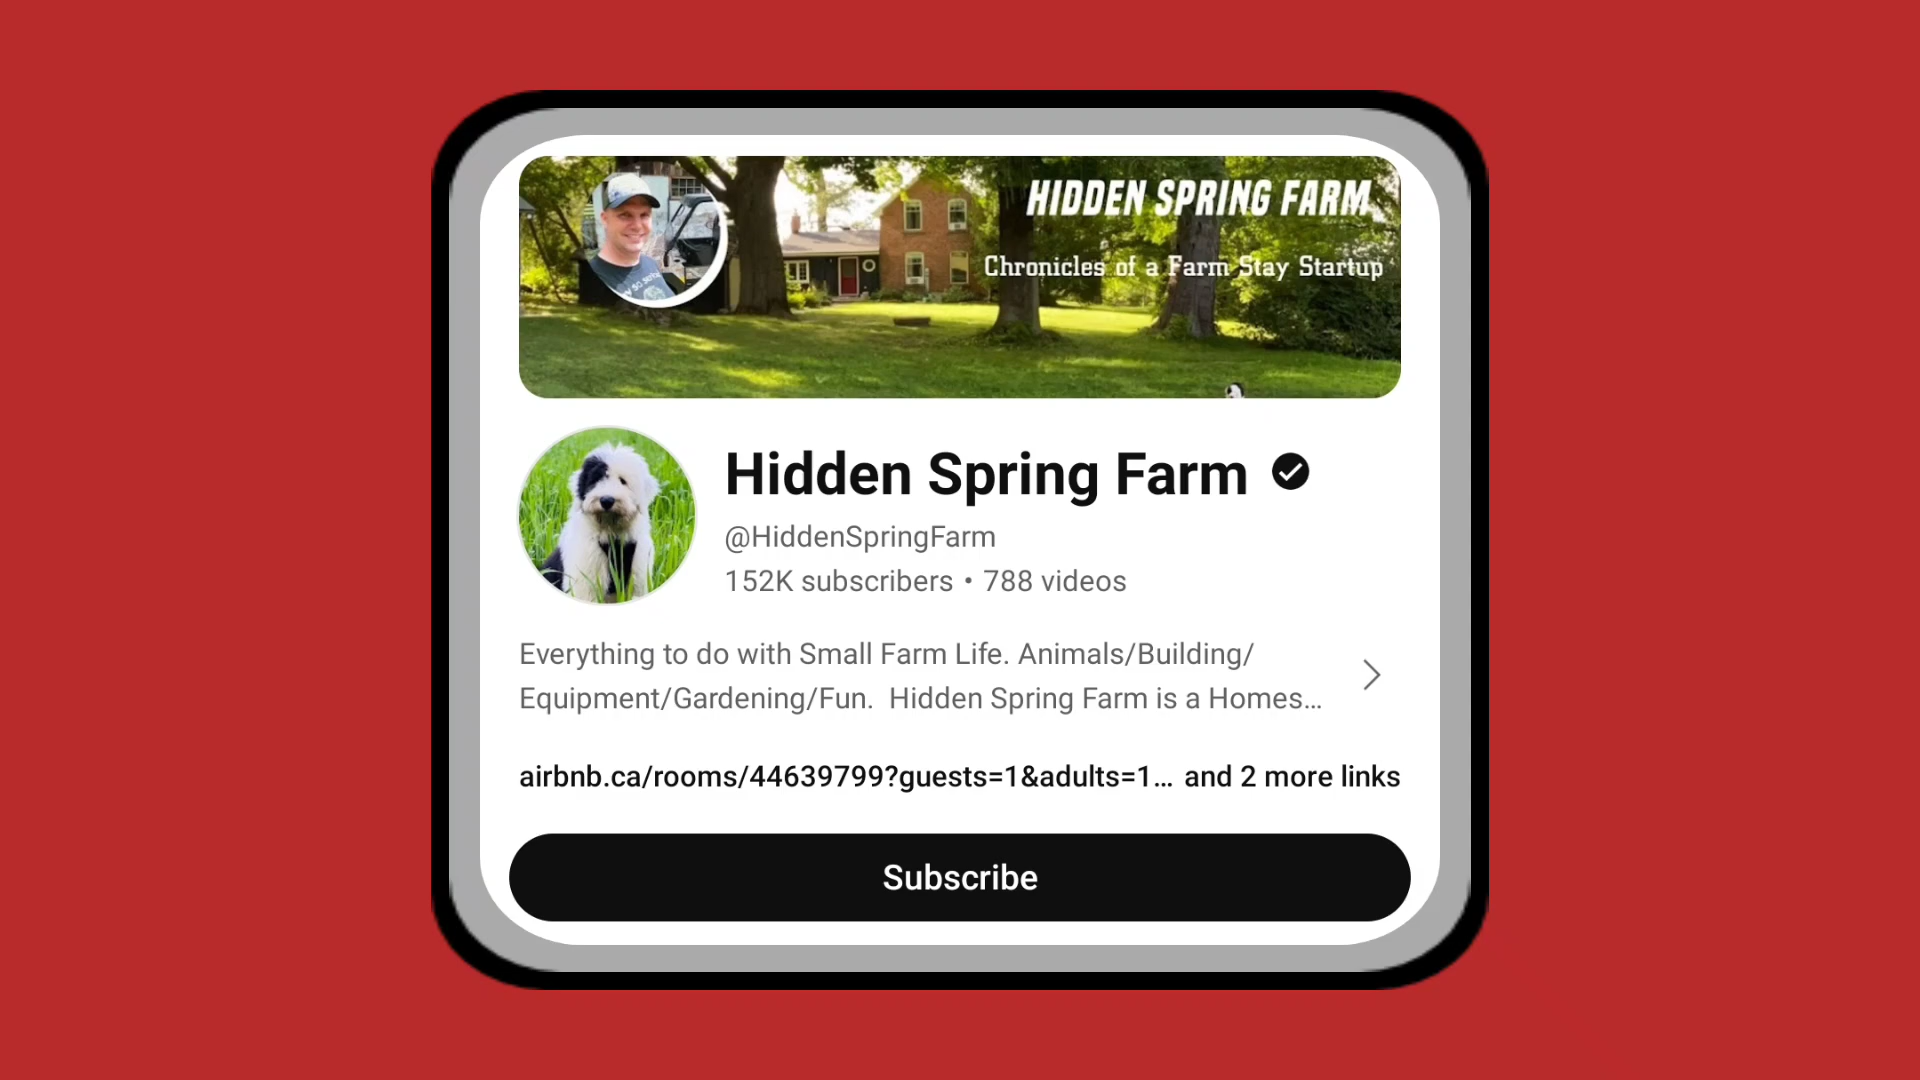 HIDDEN SPRING FARM
Chronicles of a Farm Stay Startup
Hidden Spring Farm
@HiddenSpringFarm
152K subscribers • 788 videos
Everything to do with Small Farm Life. Animals/Building/
Equipment/Gardening/Fun.  Hidden Spring Farm is a Homes...
airbnb.ca/rooms/44639799?guests=1&adults=1... and 2 more links
Subscribe